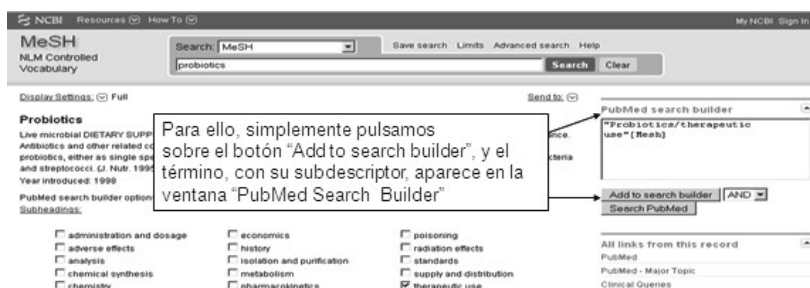 NCBI Resources How To My NCBI Sign In
MeSH
NLM Controlled
Vocabulary
Search: MeSH Save search Limits Advanced search Help
probiotics Search Clear
Display Settings: Full Send to:
Probiotics
Live microbial DIETARY SUPP
Antibiotics and other related co
probiotics, either as single spe cteria
and streptococci. (J. Nutr. 1995
Year introduced: 1998
PubMed search builder option
Subheadings:
Para ello, simplemente pulsamos
sobre el botón “Add to search builder”, y el
término, con su subdescriptor, aparece en la
ventana “PubMed Search Builder”
administration and dosage economics poisoning
adverse effects history radiation effects
analysis isolation and purification standards
chemical synthesis metabolism supply and distribution
chemistry pharmacokinetics therapeutic use
PubMed search builder
"Probiotics/therapeutic
use"[Mesh]
Add to search builder AND
Search PubMed
All links from this record
PubMed
PubMed - Major Topic
Clinical Queries